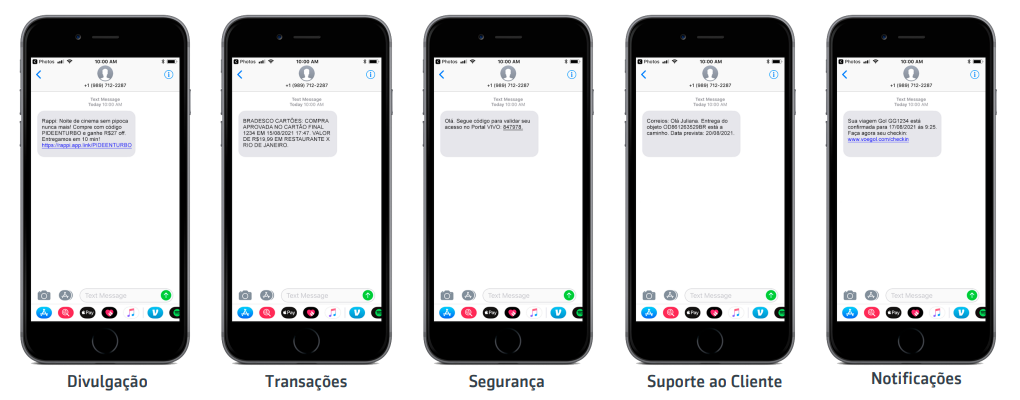 Photos 10:00 AM
+1 (989) 712-2287
Text Message
Today 10:00 AM
Rappi: Noite de cinema sem pipoca
nunca mais! Compre com código
PIDEENTURBO e ganhe R$27 off.
Entregamos em 10 min!
https://rappi.app.link/PIDEENTURBO
Text Message
Pay
Divulgação
Photos 10:00 AM
+1 (989) 712-2287
Text Message
Today 10:00 AM
BRADESCO CARTÕES: COMPRA
APROVADA NO CARTÃO FINAL
1234 EM 15/08/2021 17:47. VALOR
DE R$19,99 EM RESTAURANTE X
RIO DE JANEIRO.
Text Message
Pay
Transações
Photos 10:00 AM
+1 (989) 712-2287
Text Message
Today 10:00 AM
Olá. Segue código para validar seu
acesso no Portal VIVO: 847978.
Text Message
Pay
Segurança
Photos 10:00 AM
+1 (989) 712-2287
Text Message
Today 10:00 AM
Correios: Olá Juliana. Entrega do
objeto OD861263529BR está a
caminho. Data prevista: 20/08/2021.
Text Message
Pay
Suporte ao Cliente
Photos 10:00 AM
+1 (989) 712-2287
Text Message
Today 10:00 AM
Sua viagem Gol GG1234 está
confirmada para 17/08/2021 às 9:25.
Faça agora seu checkin:
www.voegol.com/checkin
Text Message
Pay
Notificações